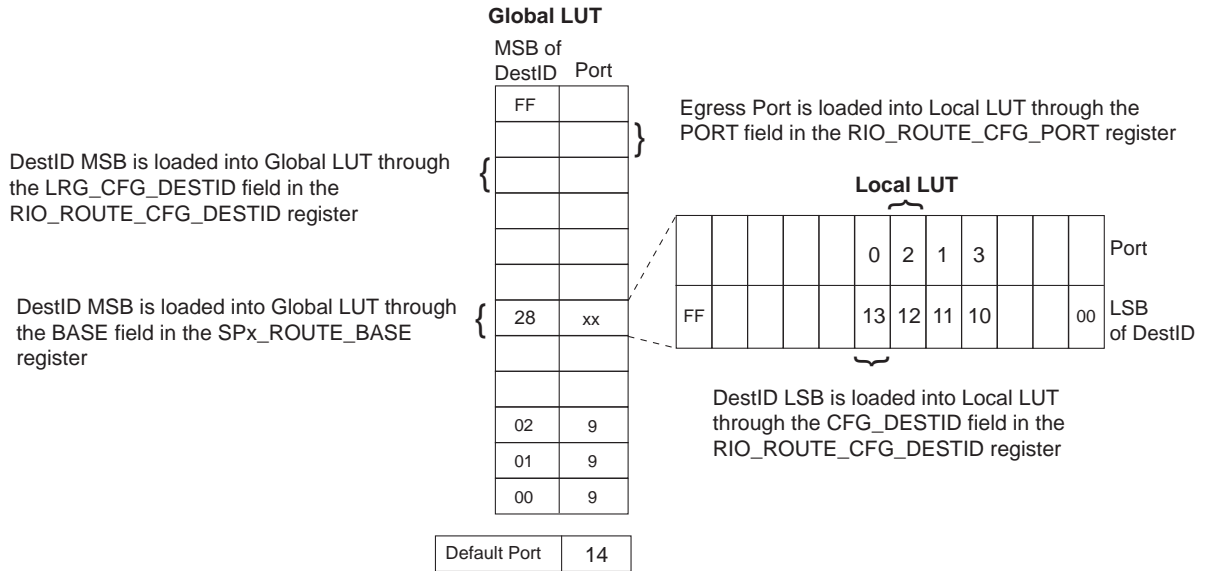 Global LUT
MSB of
DestID Port
FF
Egress Port is loaded into Local LUT through the
PORT field in the RIO_ROUTE_CFG_PORT register
DestID MSB is loaded into Global LUT through
the LRG_CFG_DESTID field in the
RIO_ROUTE_CFG_DESTID register
Local LUT
0 2 1 3 Port
DestID MSB is loaded into Global LUT through
the BASE field in the SPx_ROUTE_BASE
register
28 xx
FF 13 12 11 10 00 LSB
of DestID
DestID LSB is loaded into Local LUT
through the CFG_DESTID field in the
RIO_ROUTE_CFG_DESTID register
02 9
01 9
00 9
Default Port 14